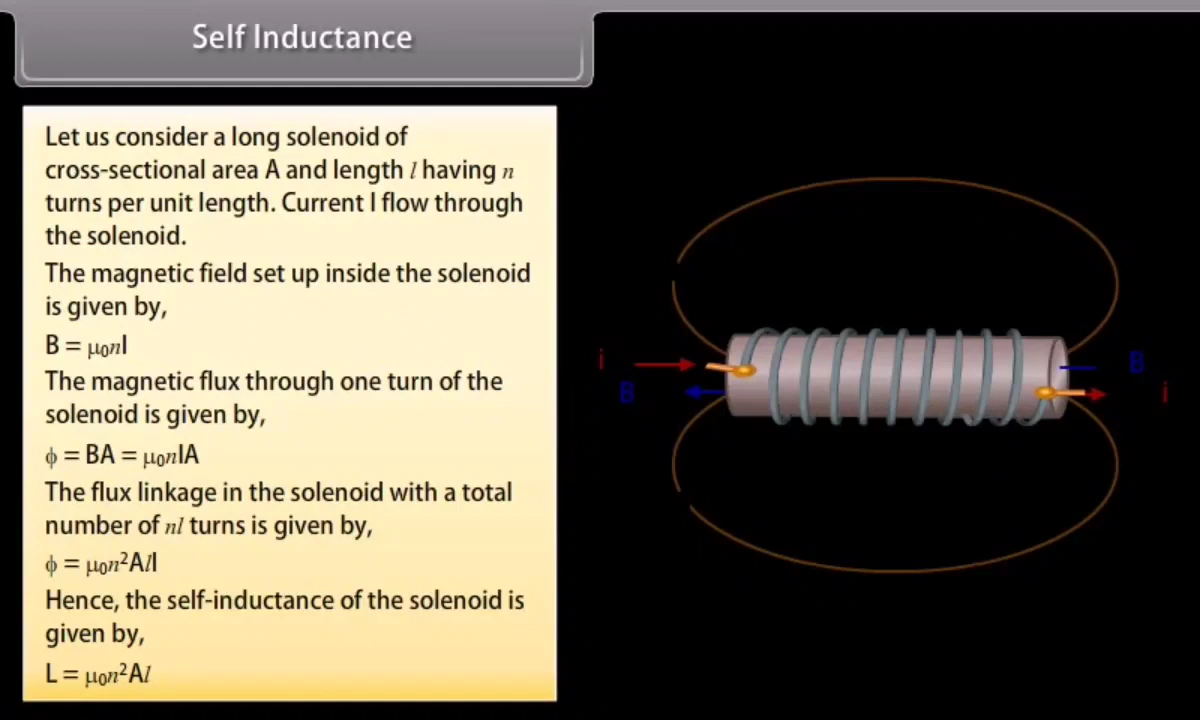 Self Inductance
Let us consider a long solenoid of
cross-sectional area A and length l having n
turns per unit length. Current I flow through
the solenoid.
The magnetic field set up inside the solenoid
is given by,
B = μ₀nI
The magnetic flux through one turn of the
solenoid is given by,
ϕ = BA = μ₀nIA
The flux linkage in the solenoid with a total
number of nl turns is given by,
ϕ = μ₀n²AlI
Hence, the self-inductance of the solenoid is
given by,
L = μ₀n²Al
i
B
B
i